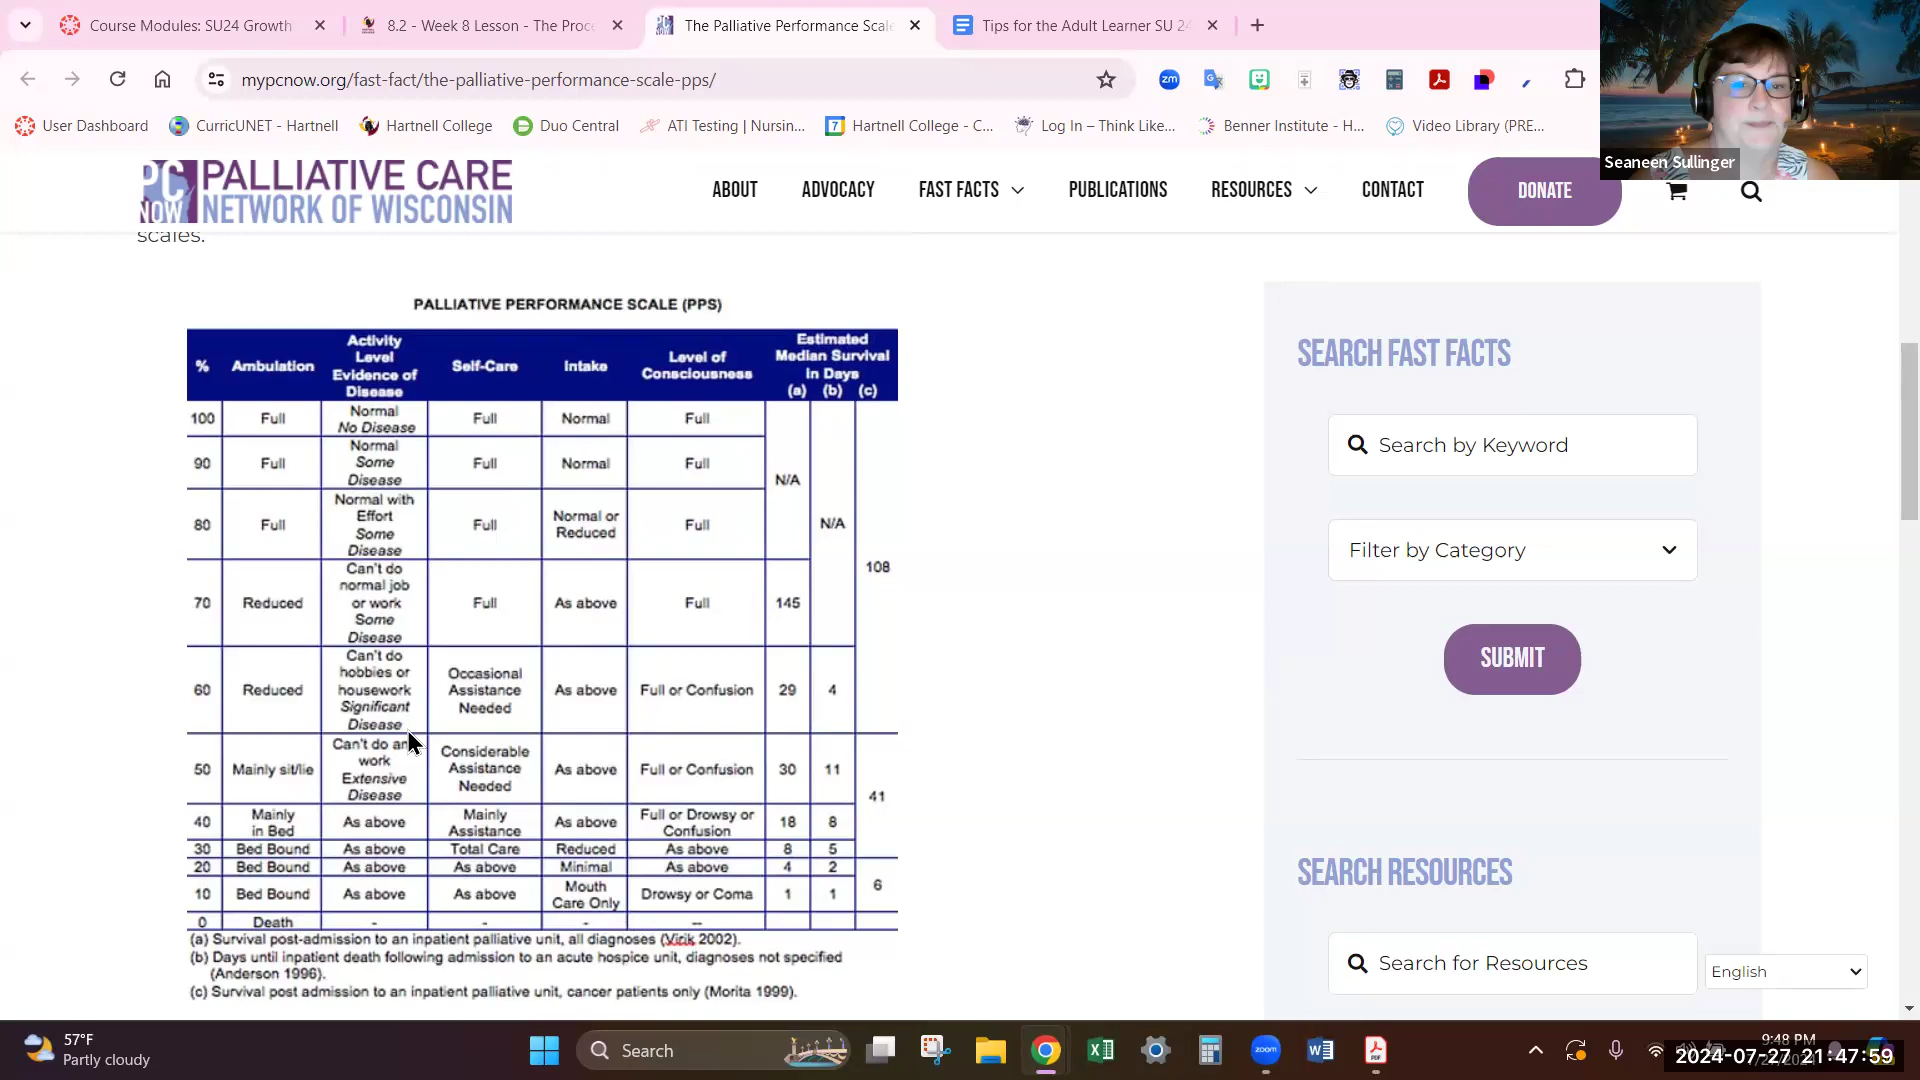 Course Modules: SU24 Growth
8.2 - Week 8 Lesson - The Proce
The Palliative Performance Scale
Tips for the Adult Learner SU 24
mypcnow.org/fast-fact/the-palliative-performance-scale-pps/
zm
User Dashboard
CurricUNET - Hartnell
Hartnell College
Duo Central
ATI Testing | Nursin...
7
Hartnell College - C...
Log In – Think Like...
Benner Institute - H...
Video Library (PRE...
Seaneen Sullinger
PC NOW
PALLIATIVE CARE
NETWORK OF WISCONSIN
ABOUT
ADVOCACY
FAST FACTS
PUBLICATIONS
RESOURCES
CONTACT
DONATE
scales.
PALLIATIVE PERFORMANCE SCALE (PPS)
% Ambulation Activity Level Evidence of Disease Self-Care Intake Level of Consciousness Estimated Median Survival in Days (a) (b) (c)
100 Full Normal No Disease Full Normal Full N/A N/A 108
90 Full Normal Some Disease Full Normal Full
80 Full Normal with Effort Some Disease Full Normal or Reduced Full
70 Reduced Can't do normal job or work Some Disease Full As above Full 145
60 Reduced Can't do hobbies or housework Significant Disease Occasional Assistance Needed As above Full or Confusion 29 4
50 Mainly sit/lie Can't do an work Extensive Disease Considerable Assistance Needed As above Full or Confusion 30 11 41
40 Mainly in Bed As above Mainly Assistance As above Full or Drowsy or Confusion 18 8
30 Bed Bound As above Total Care Reduced As above 8 5
20 Bed Bound As above As above Minimal As above 4 2 6
10 Bed Bound As above As above Mouth Care Only Drowsy or Coma 1 1
0 Death - - - --
(a) Survival post-admission to an inpatient palliative unit, all diagnoses (Virik 2002).
(b) Days until inpatient death following admission to an acute hospice unit, diagnoses not specified
(Anderson 1996).
(c) Survival post admission to an inpatient palliative unit, cancer patients only (Morita 1999).
SEARCH FAST FACTS
Search by Keyword
Filter by Category
SUBMIT
SEARCH RESOURCES
Search for Resources
English
57°F
Partly cloudy
Search
zoom
9:48 PM
2024-07-27 21:47:59